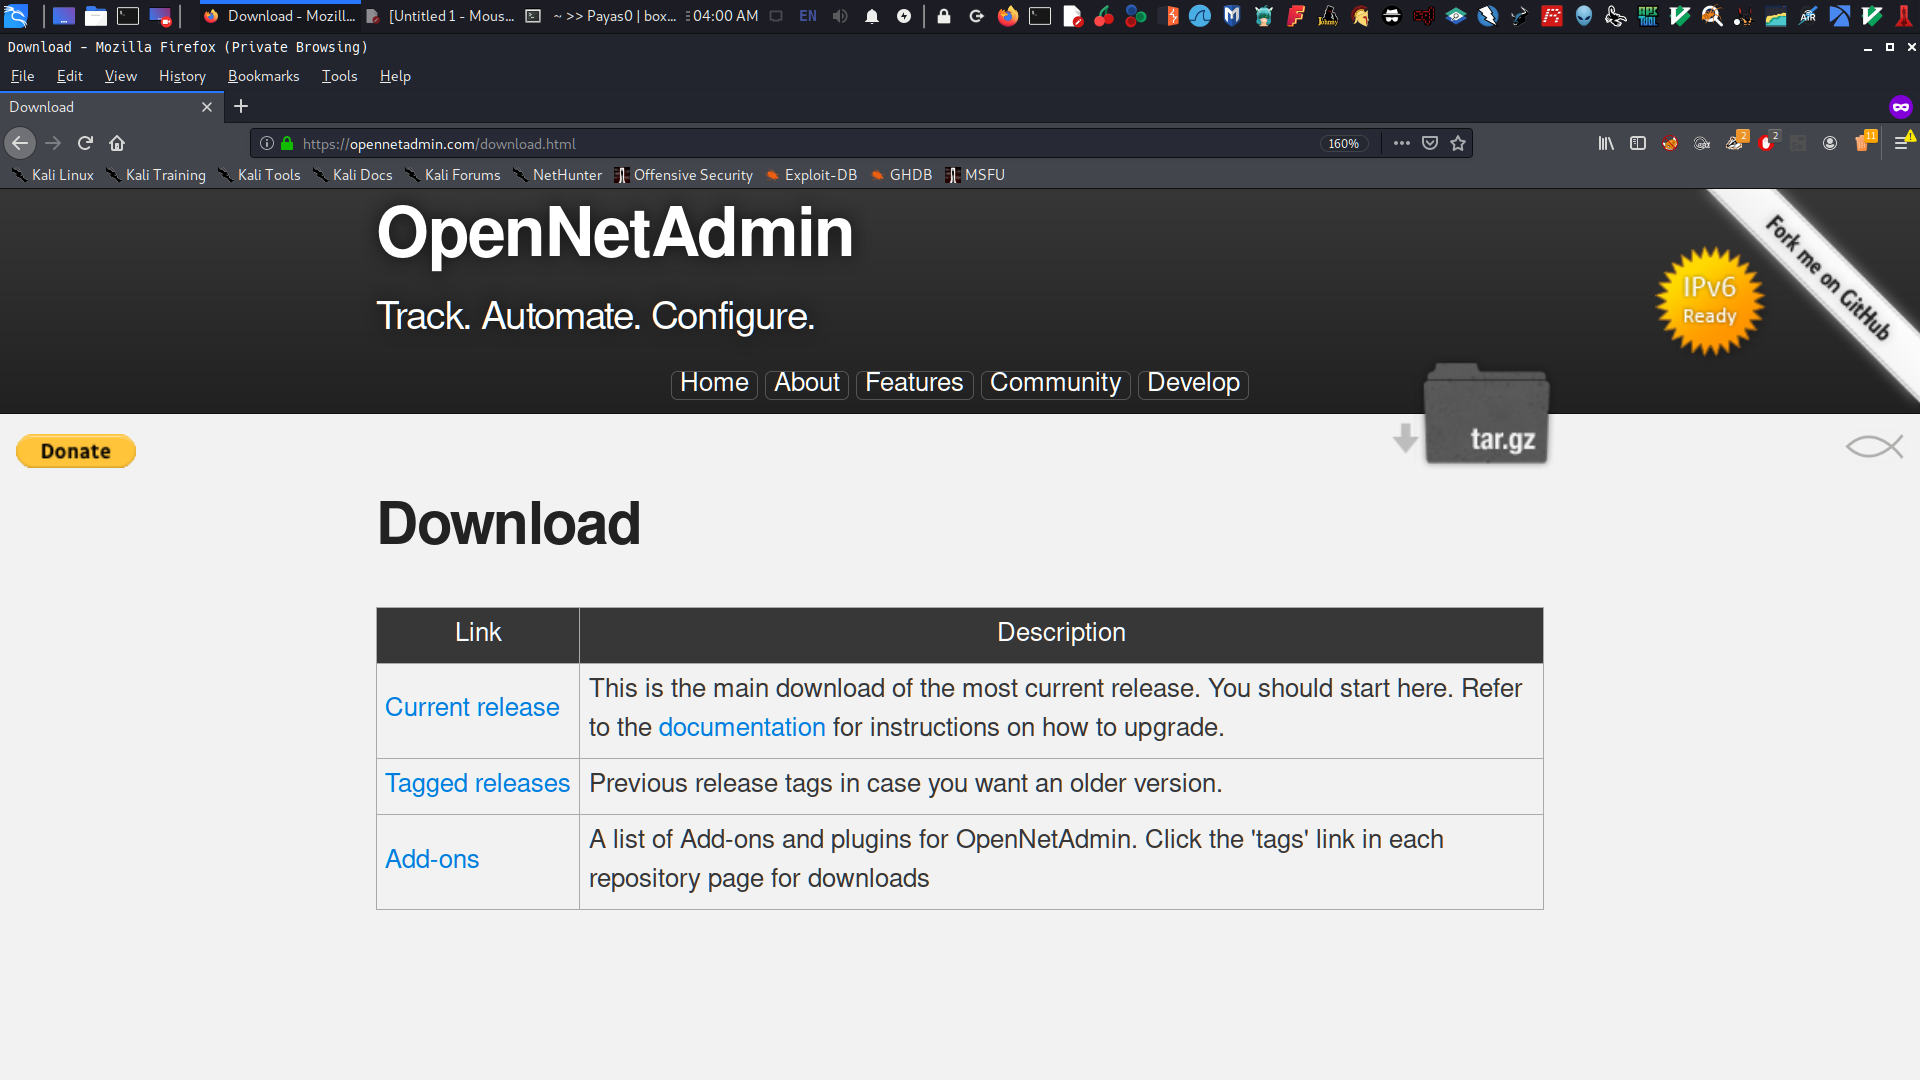 Download - Mozill...
[Untitled 1 - Mous...
~ >> Payas0 | box...
04:00 AM
EN
Download - Mozilla Firefox (Private Browsing)
File Edit View History Bookmarks Tools Help
Download
https://opennetadmin.com/download.html
160%
2
2
11
Kali Linux
Kali Training
Kali Tools
Kali Docs
Kali Forums
NetHunter
Offensive Security
Exploit-DB
GHDB
MSFU
OpenNetAdmin
Track. Automate. Configure.
Fork me on GitHub
IPv6
Ready
Home About Features Community Develop
tar.gz
Donate
Download
Link Description
Current release
This is the main download of the most current release. You should start here. Refer
to the documentation for instructions on how to upgrade.
Tagged releases
Previous release tags in case you want an older version.
Add-ons
A list of Add-ons and plugins for OpenNetAdmin. Click the 'tags' link in each
repository page for downloads